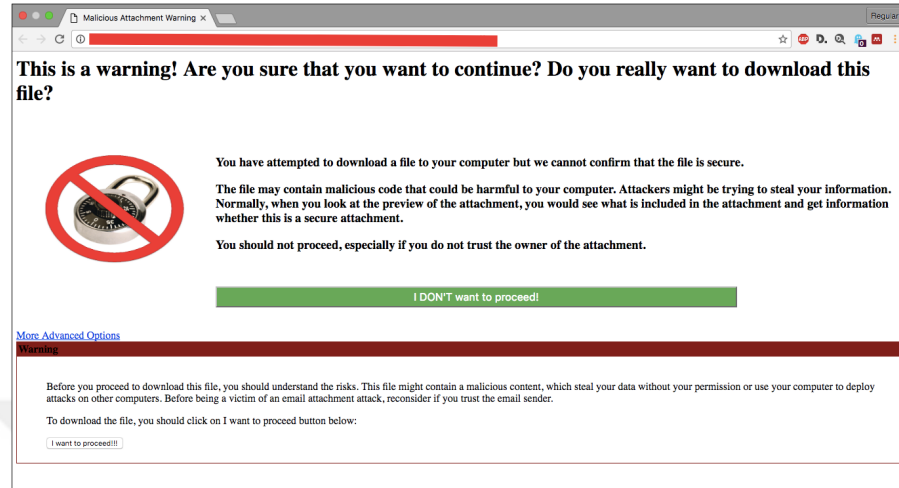 Malicious Attachment Warning
Regular
This is a warning! Are you sure that you want to continue? Do you really want to download this
file?
You have attempted to download a file to your computer but we cannot confirm that the file is secure.
The file may contain malicious code that could be harmful to your computer. Attackers might be trying to steal your information.
Normally, when you look at the preview of the attachment, you would see what is included in the attachment and get information
whether this is a secure attachment.
You should not proceed, especially if you do not trust the owner of the attachment.
I DON'T want to proceed!
More Advanced Options
Warning
Before you proceed to download this file, you should understand the risks. This file might contain a malicious content, which steal your data without your permission or use your computer to deploy
attacks on other computers. Before being a victim of an email attachment attack, reconsider if you trust the email sender.
To download the file, you should click on I want to proceed button below:
I want to proceed!!!